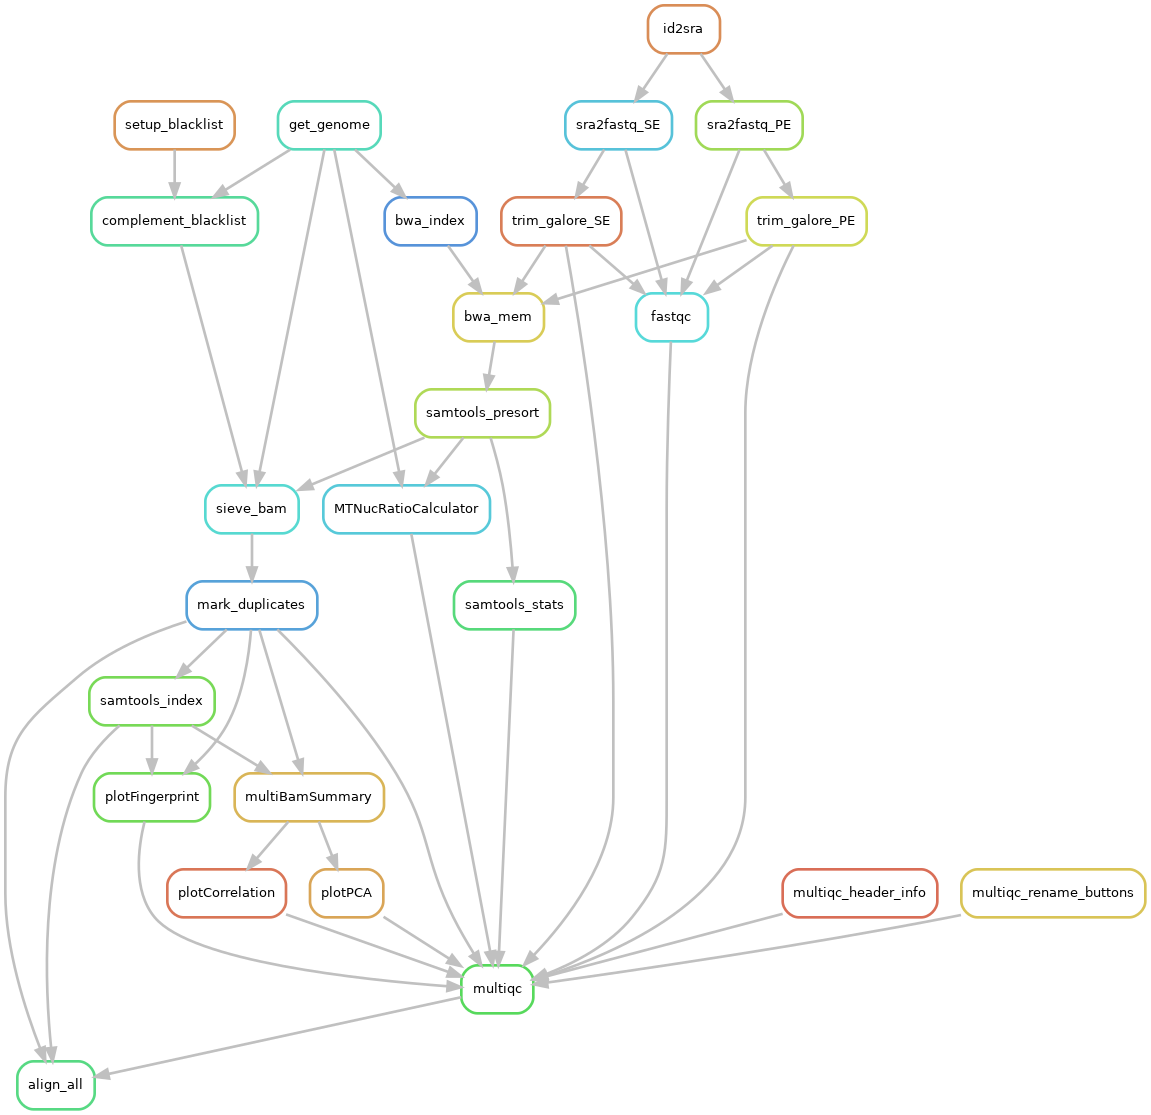 id2sra
setup_blacklist
get_genome
sra2fastq_SE
sra2fastq_PE
complement_blacklist
bwa_index
trim_galore_SE
trim_galore_PE
bwa_mem
fastqc
samtools_presort
sieve_bam
MTNucRatioCalculator
mark_duplicates
samtools_stats
samtools_index
plotFingerprint
multiBamSummary
plotCorrelation
plotPCA
multiqc_header_info
multiqc_rename_buttons
multiqc
align_all